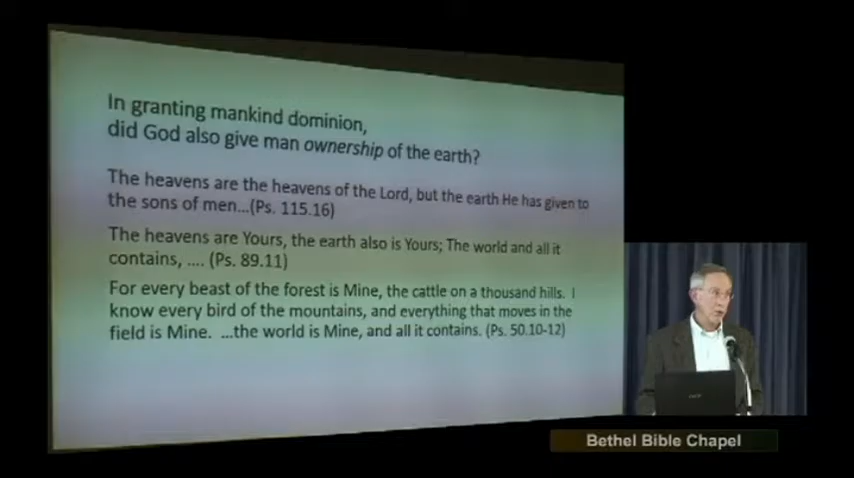 In granting mankind dominion,
did God also give man ownership of the earth?
The heavens are the heavens of the Lord, but the earth He has given to
the sons of men...(Ps. 115.16)
The heavens are Yours, the earth also is Yours; The world and all it
contains, .... (Ps. 89.11)
For every beast of the forest is Mine, the cattle on a thousand hills. I
know every bird of the mountains, and everything that moves in the
field is Mine. ...the world is Mine, and all it contains. (Ps. 50.10-12)
Bethel Bible Chapel